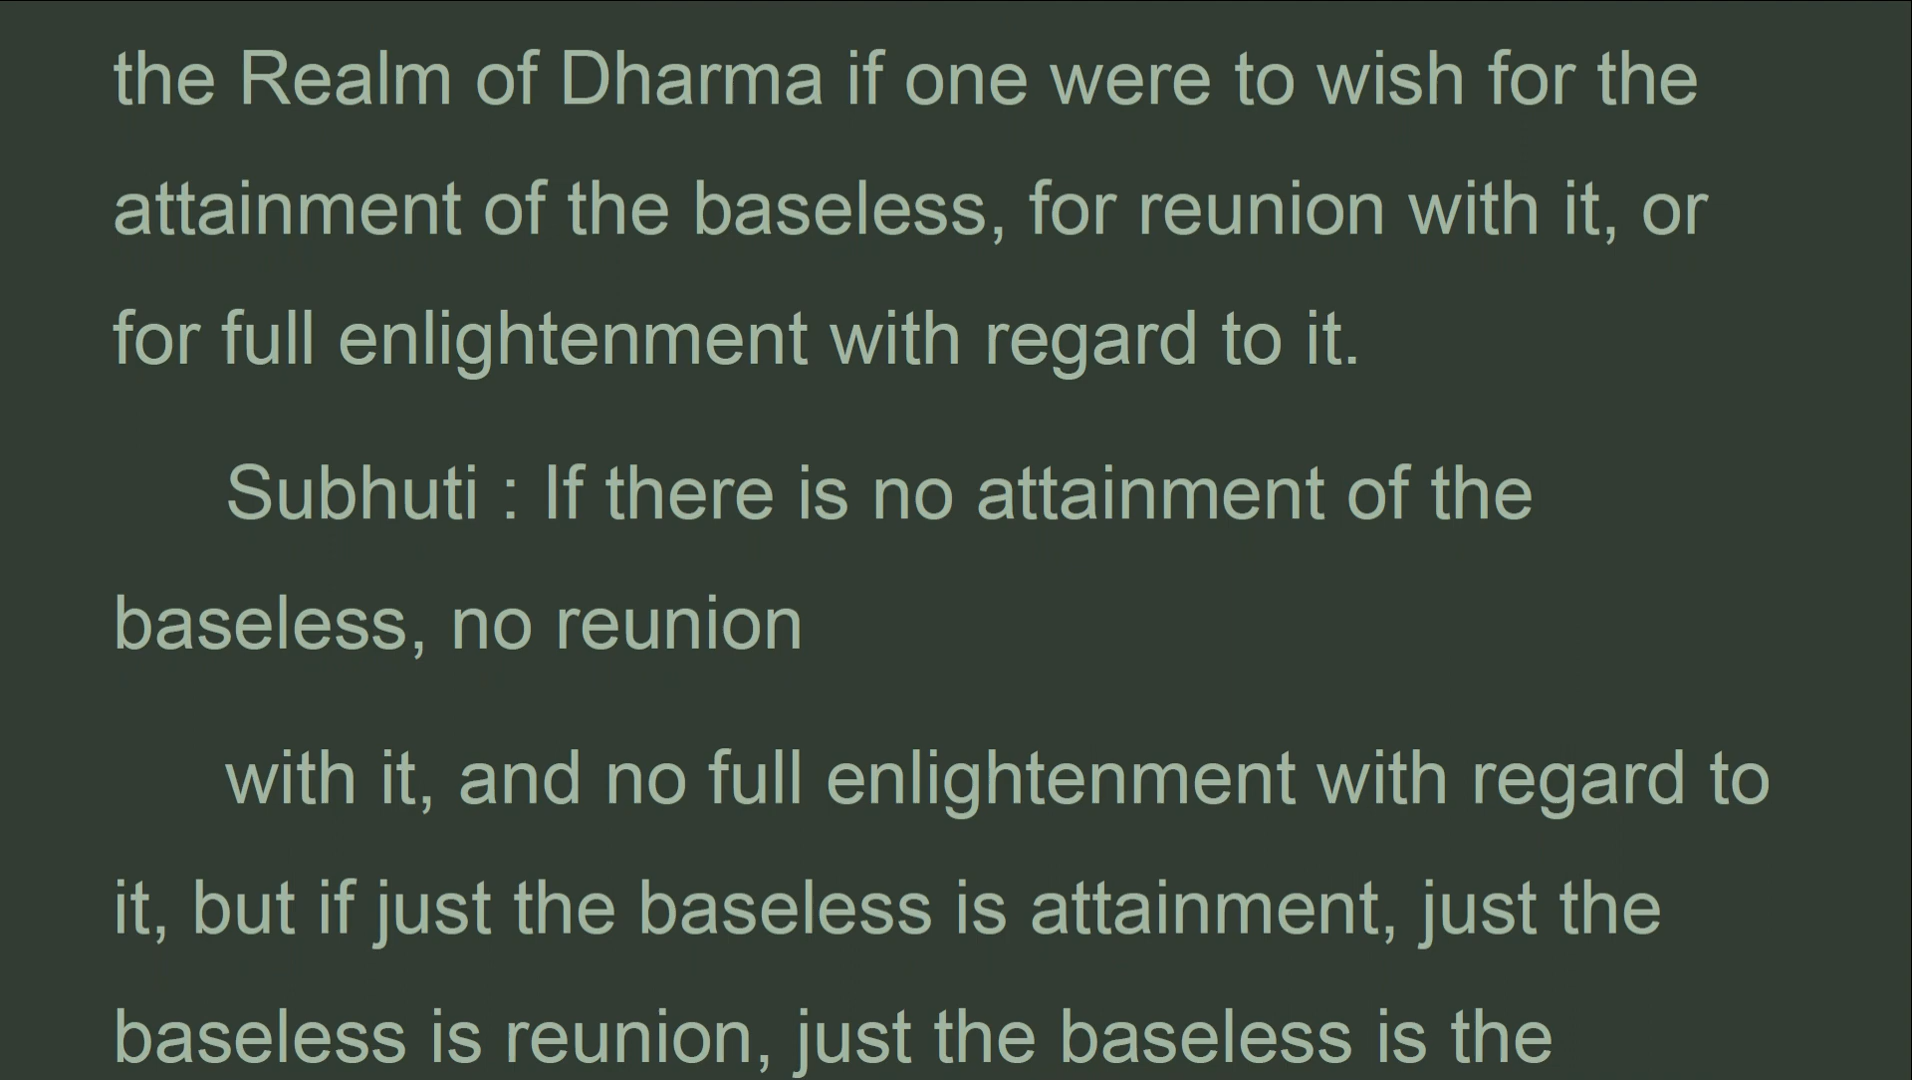 the Realm of Dharma if one were to wish for the
attainment of the baseless, for reunion with it, or
for full enlightenment with regard to it.
Subhuti : If there is no attainment of the
baseless, no reunion
with it, and no full enlightenment with regard to
it, but if just the baseless is attainment, just the
baseless is reunion, just the baseless is the